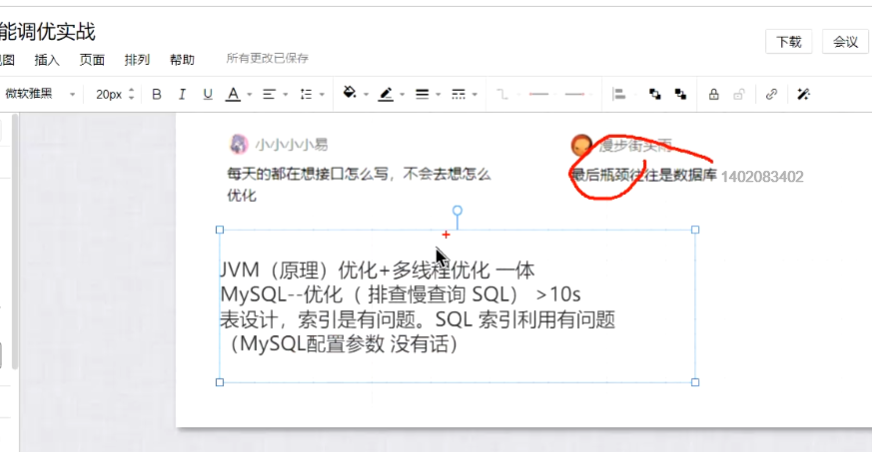 能调优实战
下载
会议
图
插入
页面
排列
帮助
所有更改已保存
微软雅黑
20px
B
I
U
A
小小小小易
漫步街头雨
每天的都在想接口怎么写，不会去想怎么
优化
最后瓶颈往往是数据库
1402083402
JVM（原理）优化+多线程优化 一体
MySQL--优化（ 排查慢查询 SQL） >10s
表设计，索引是有问题。SQL 索引利用有问题
（MySQL配置参数 没有话）